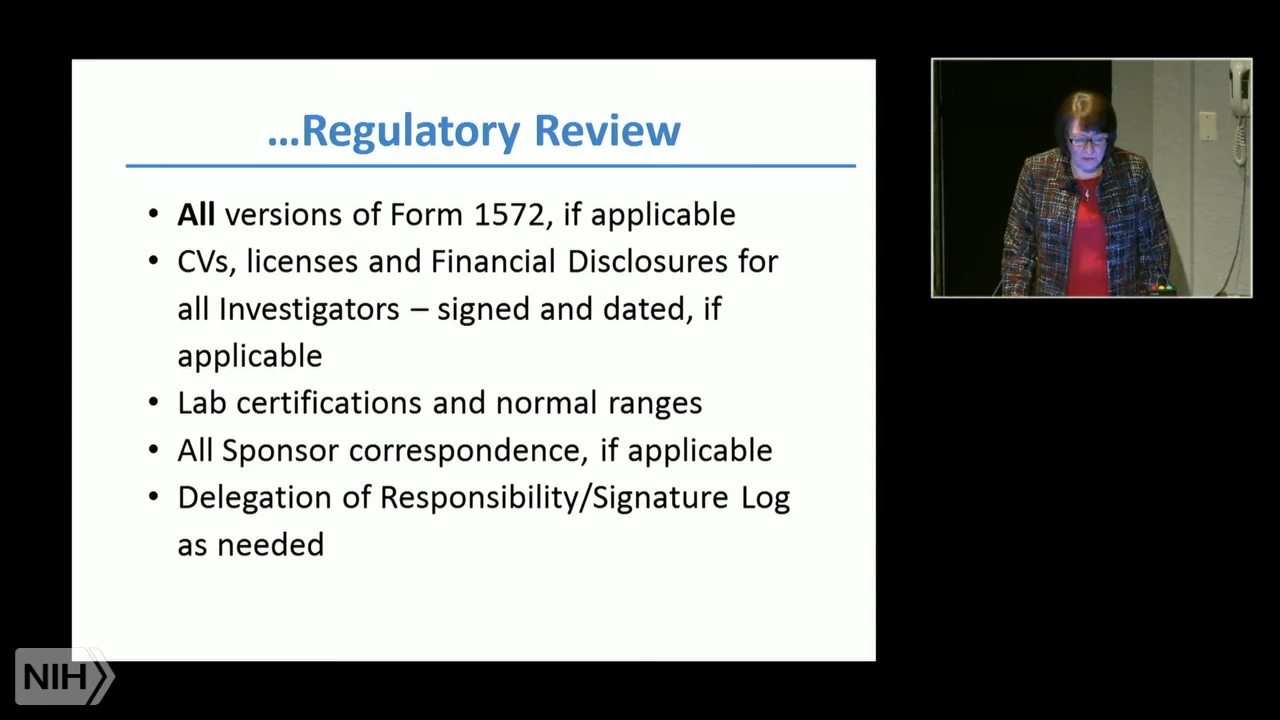 ...Regulatory Review
• All versions of Form 1572, if applicable
• CVs, licenses and Financial Disclosures for
all Investigators – signed and dated, if
applicable
• Lab certifications and normal ranges
• All Sponsor correspondence, if applicable
• Delegation of Responsibility/Signature Log
as needed
NIH